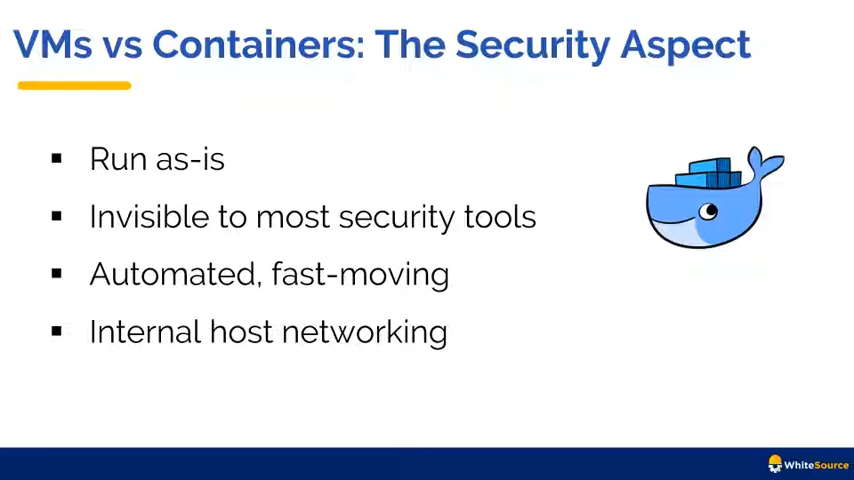 VMs vs Containers: The Security Aspect
Run as-is
Invisible to most security tools
Automated, fast-moving
Internal host networking
WhiteSource